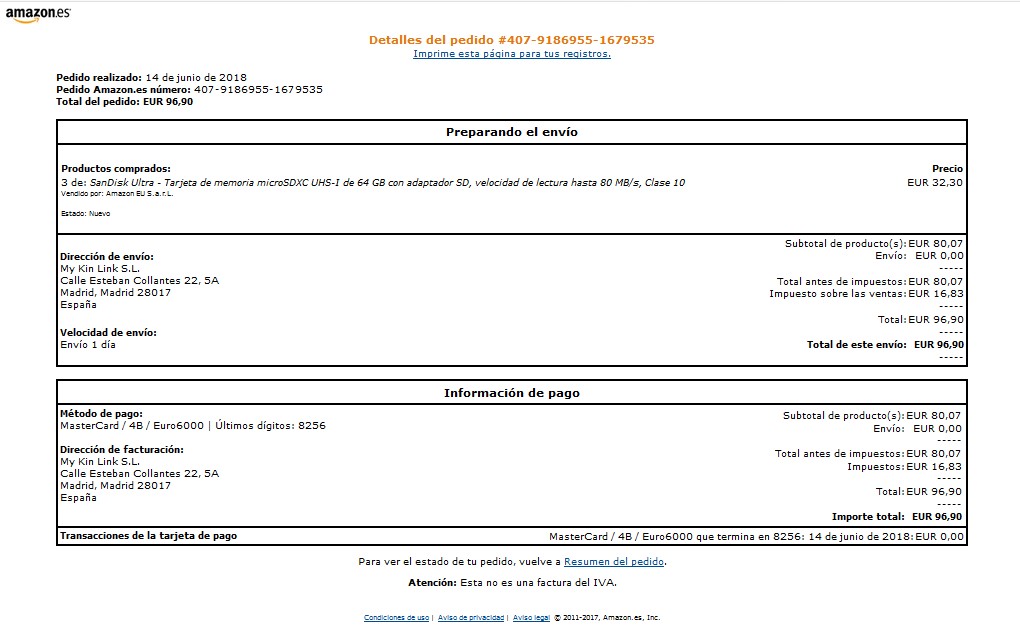 amazon.es
Detalles del pedido #407-9186955-1679535
Imprime esta página para tus registros.
Pedido realizado: 14 de junio de 2018
Pedido Amazon.es número: 407-9186955-1679535
Total del pedido: EUR 96,90
Preparando el envío
Productos comprados: Precio
3 de: SanDisk Ultra - Tarjeta de memoria microSDXC UHS-I de 64 GB con adaptador SD, velocidad de lectura hasta 80 MB/s, Clase 10 EUR 32,30
Vendido por: Amazon EU S.a.r.L.
Estado: Nuevo
Dirección de envío:
My Kin Link S.L.
Calle Esteban Collantes 22, 5A
Madrid, Madrid 28017
España
Velocidad de envío:
Envío 1 día
Subtotal de producto(s): EUR 80,07
Envío: EUR 0,00
-----
Total antes de impuestos: EUR 80,07
Impuesto sobre las ventas: EUR 16,83
-----
Total: EUR 96,90
-----
Total de este envío: EUR 96,90
-----
Información de pago
Método de pago:
MasterCard / 4B / Euro6000 | Últimos dígitos: 8256
Dirección de facturación:
My Kin Link S.L.
Calle Esteban Collantes 22, 5A
Madrid, Madrid 28017
España
Subtotal de producto(s): EUR 80,07
Envío: EUR 0,00
-----
Total antes de impuestos: EUR 80,07
Impuestos: EUR 16,83
-----
Total: EUR 96,90
-----
Importe total: EUR 96,90
Transacciones de la tarjeta de pago MasterCard / 4B / Euro6000 que termina en 8256: 14 de junio de 2018: EUR 0,00
Para ver el estado de tu pedido, vuelve a Resumen del pedido.
Atención: Esta no es una factura del IVA.
Condiciones de uso | Aviso de privacidad | Aviso legal © 2011-2017, Amazon.es, Inc.